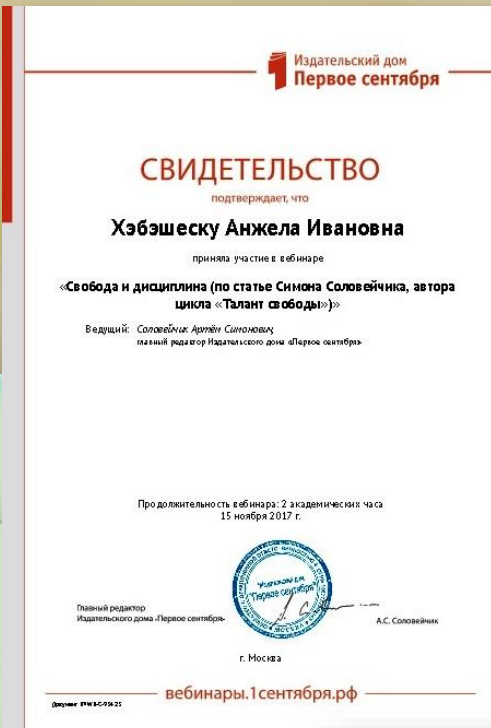 Издательский дом
Первое сентября
СВИДЕТЕЛЬСТВО
подтверждает, что
Хэбэшеску Анжела Ивановна
приняла участие в вебинаре
«Свобода и дисциплина (по статье Симона Соловейчика, автора
цикла «Талант свободы»)»
Ведущий: Соловейчик Артём Симонович,
главный редактор Издательского дома «Первое сентября»
Продолжительность вебинара: 2 академических часа
15 ноября 2017 г.
"Первое сентября"
МОСКВА
Главный редактор
Издательского дома «Первое сентября»
А.С. Соловейчик
г. Москва
вебинары.1сентября.рф
Документ